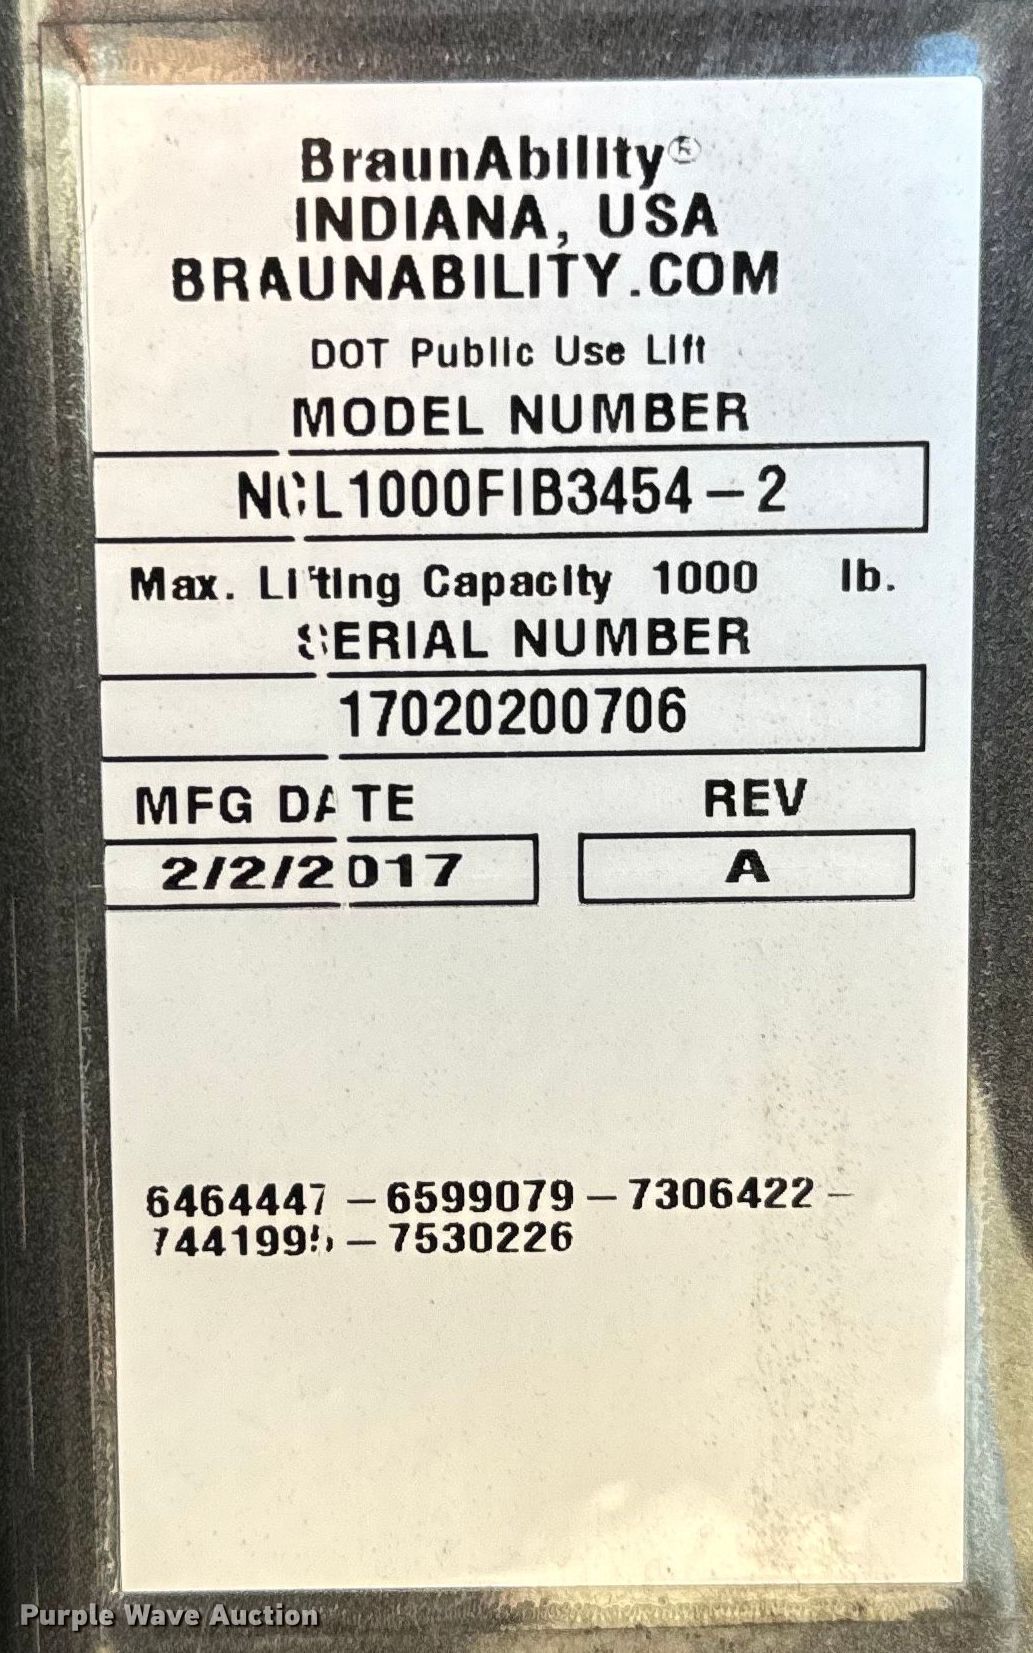 BraunAbility®
INDIANA, USA
BRAUNABILITY.COM
DOT Public Use Lift
MODEL NUMBER
NCL1000FIB3454-2
Max. Lifting Capacity 1000 lb.
SERIAL NUMBER
17020200706
MFG DATE REV
2/2/2017 A
6464447-6599079-7306422-
7441995-7530226
Purple Wave Auction